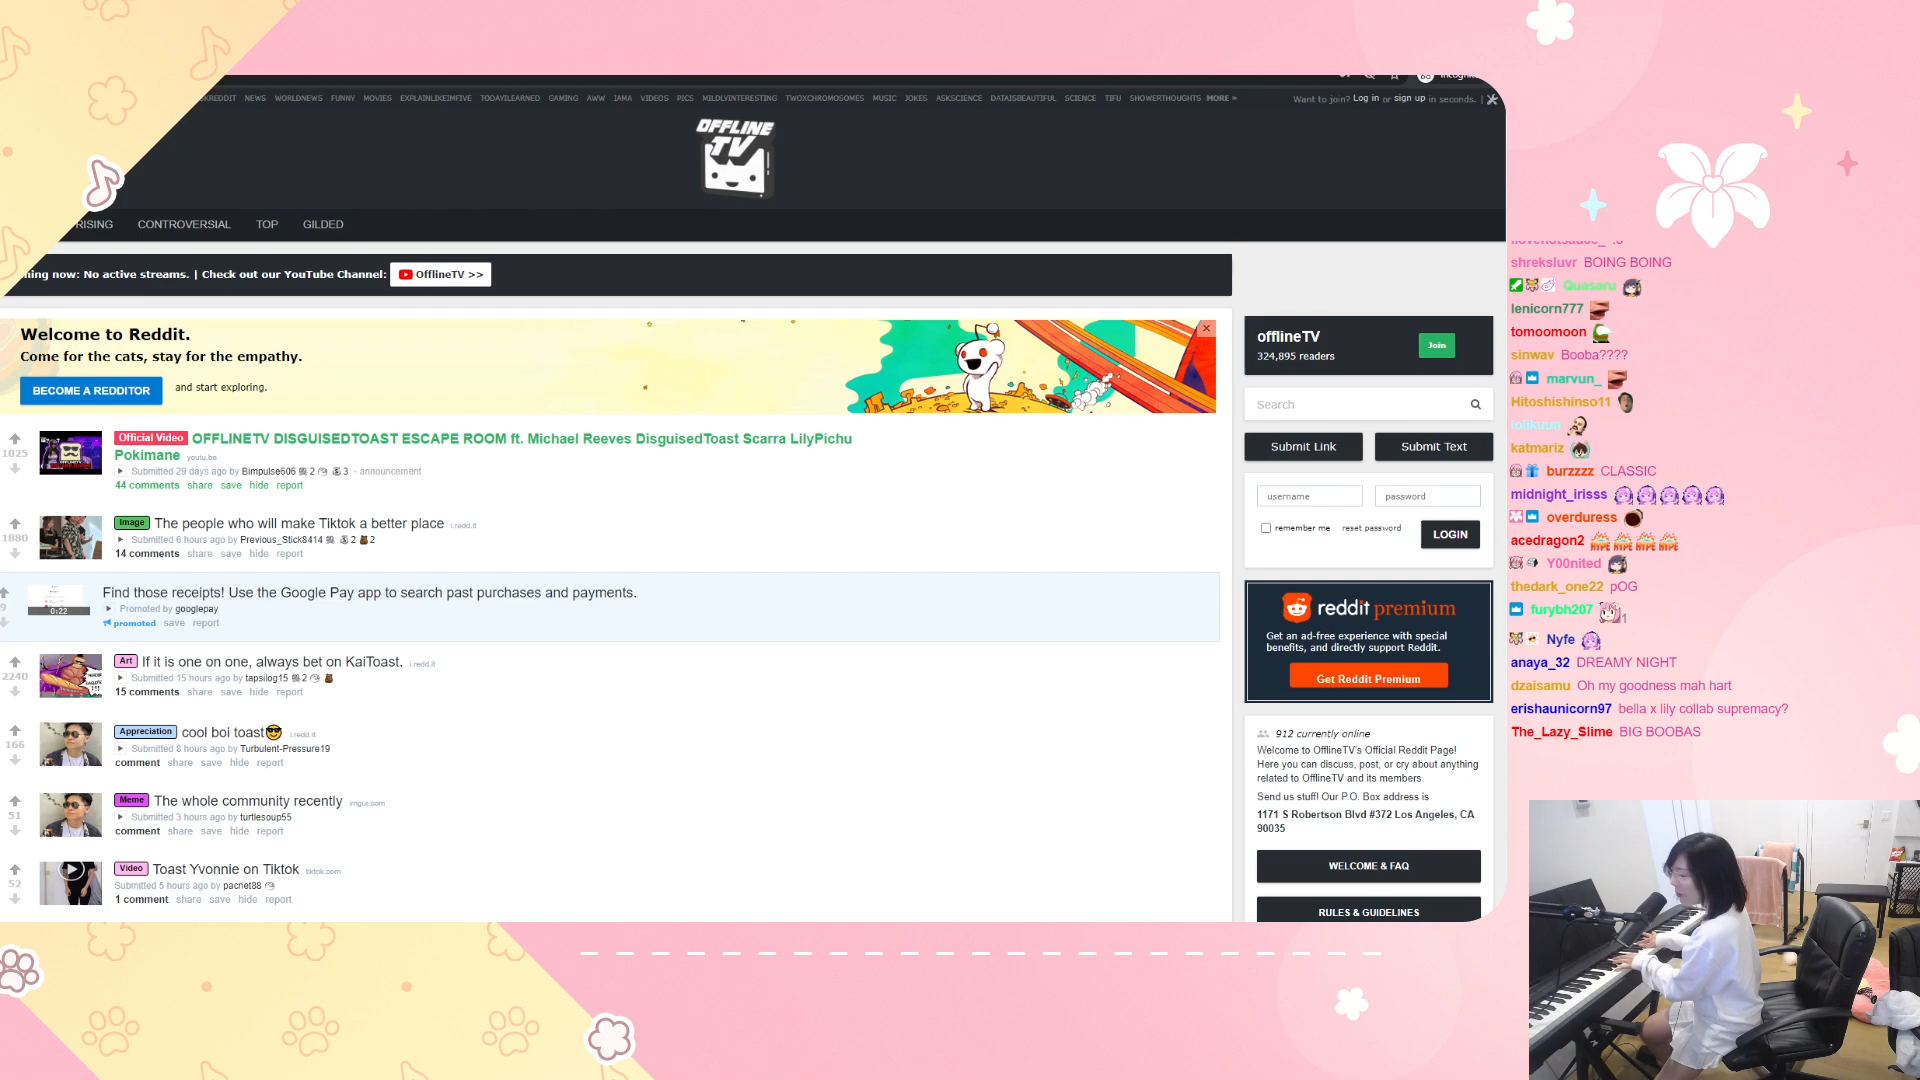 NEWS WORLDNEWS FUNNY MOVIES EXPLAINLIKEIMFIVE TODAYILEARNED GAMING AWW IAMA VIDEOS PICS MILDLYINTERESTING TWOXCHROMOSOMES MUSIC JOKES ASKSCIENCE DATAISBEAUTIFUL SCIENCE TIFU SHOWERTHOUGHTS MORE »
Want to join? Log in or sign up in seconds. |
OFFLINE
TV
RISING CONTROVERSIAL TOP GILDED
now: No active streams. | Check out our YouTube Channel: OfflineTV >>
Welcome to Reddit.
Come for the cats, stay for the empathy.
BECOME A REDDITOR and start exploring.
1025
Official Video OFFLINETV DISGUISEDTOAST ESCAPE ROOM ft. Michael Reeves DisguisedToast Scarra LilyPichu
Pokimane youtu.be
Submitted 29 days ago by Bimpulse606 2 3 - announcement
44 comments share save hide report
1880
Image The people who will make Tiktok a better place i.redd.it
Submitted 6 hours ago by Previous_Stick8414 2 2
14 comments share save hide report
9
0:22
Find those receipts! Use the Google Pay app to search past purchases and payments.
Promoted by googlepay
promoted save report
2240
Art If it is one on one, always bet on KaiToast. i.redd.it
Submitted 15 hours ago by tapsilog15 2
15 comments share save hide report
166
Appreciation cool boi toast😎 i.redd.it
Submitted 8 hours ago by Turbulent-Pressure19
comment share save hide report
51
Meme The whole community recently imgur.com
Submitted 3 hours ago by turtlesoup55
comment share save hide report
52
Video Toast Yvonnie on Tiktok tiktok.com
Submitted 5 hours ago by pacnet88
1 comment share save hide report
offlineTV
324,895 readers
Join
Search
Submit Link Submit Text
username password
remember me reset password LOGIN
reddit premium
Get an ad-free experience with special
benefits, and directly support Reddit.
Get Reddit Premium
912 currently online
Welcome to OfflineTV's Official Reddit Page!
Here you can discuss, post, or cry about anything
related to OfflineTV and its members.
Send us stuff! Our P.O. Box address is
1171 S Robertson Blvd #372 Los Angeles, CA
90035
WELCOME & FAQ
RULES & GUIDELINES
shreksluvr BOING BOING
Quasaru
lenicorn777
tomoomoon
sinwav Booba????
marvun_
Hitoshishinso11
katmariz
burzzzz CLASSIC
midnight_irisss
overduress
acedragon2 HYPE HYPE HYPE HYPE
Y00nited
thedark_one22 pOG
furybh207 1
Nyfe
anaya_32 DREAMY NIGHT
dzaisamu Oh my goodness mah hart
erishaunicorn97 bella x lily collab supremacy?
The_Lazy_Slime BIG BOOBAS